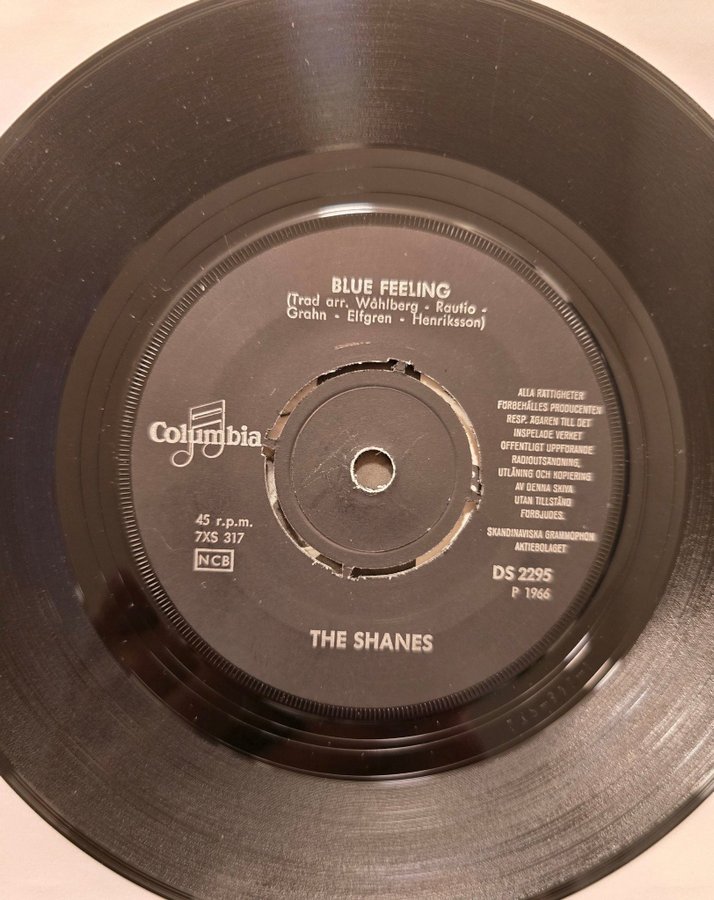 BLUE FEELING
(Trad arr. Wåhlberg - Rautio -
Grahn - Elfgren - Henriksson)
Columbia
ALLA RÄTTIGHETER
FÖRBEHÅLLES PRODUCENTEN
RESP. ÄGAREN TILL DET
INSPELADE VERKET
OFFENTLIGT UPPFÖRANDE
RADIOUTSÄNDNING,
UTLÅNING OCH KOPIERING
AV DENNA SKIVA
UTAN TILLSTÅND
FÖRBJUDES.
SKANDINAVISKA GRAMMOPHON
AKTIEBOLAGET
45 r.p.m.
7XS 317
NCB
DS 2295
P 1966
THE SHANES